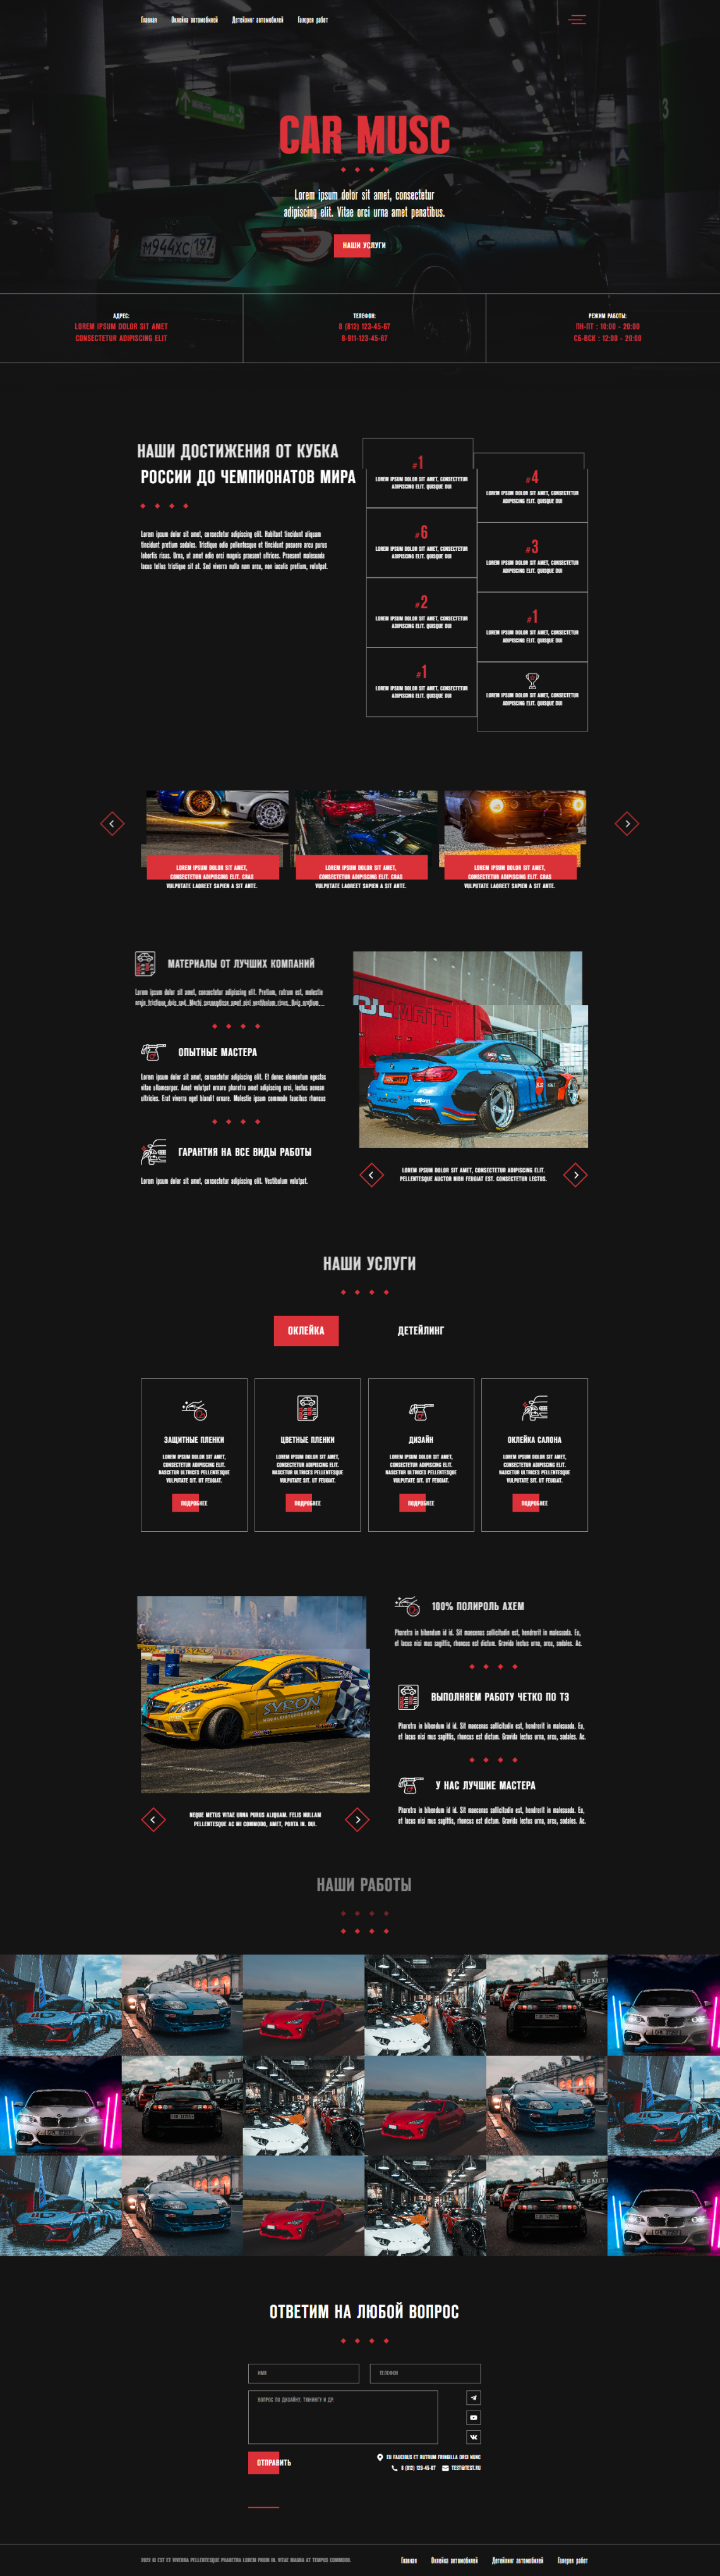 Главная Оклейка автомобилей Детейлинг автомобилей Галерея работ
CAR MUSC
Lorem ipsum dolor sit amet, consectetur
adipiscing elit. Vitae orci urna amet penatibus.
М944ХС 197
НАШИ УСЛУГИ
АДРЕС:
LOREM IPSUM DOLOR SIT AMET
CONSECTETUR ADIPISCING ELIT
ТЕЛЕФОН:
8 (812) 123-45-67
8-911-123-45-67
РЕЖИМ РАБОТЫ:
ПН-ПТ : 10:00 - 20:00
СБ-ВСК : 12:00 - 20:00
НАШИ ДОСТИЖЕНИЯ ОТ КУБКА
РОССИИ ДО ЧЕМПИОНАТОВ МИРА
Lorem ipsum dolor sit amet, consectetur adipiscing elit. Habitant tincidunt aliquam
tincidunt pretium sodales. Tristique odio pellentesque et tincidunt posuere arcu purus
lobortis risus. Urna, at amet odio orci magnis praesent ultrices. Praesent malesuada
lacus tellus tristique sit at. Sed viverra nulla nam arcu, non iaculis pretium, volutpat.
#1
LOREM IPSUM DOLOR SIT AMET, CONSECTETUR
ADIPISCING ELIT. QUISQUE DUI
#6
LOREM IPSUM DOLOR SIT AMET, CONSECTETUR
ADIPISCING ELIT. QUISQUE DUI
#2
LOREM IPSUM DOLOR SIT AMET, CONSECTETUR
ADIPISCING ELIT. QUISQUE DUI
#1
LOREM IPSUM DOLOR SIT AMET, CONSECTETUR
ADIPISCING ELIT. QUISQUE DUI
#4
LOREM IPSUM DOLOR SIT AMET, CONSECTETUR
ADIPISCING ELIT. QUISQUE DUI
#3
LOREM IPSUM DOLOR SIT AMET, CONSECTETUR
ADIPISCING ELIT. QUISQUE DUI
#1
LOREM IPSUM DOLOR SIT AMET, CONSECTETUR
ADIPISCING ELIT. QUISQUE DUI
LOREM IPSUM DOLOR SIT AMET, CONSECTETUR
ADIPISCING ELIT. QUISQUE DUI
LOREM IPSUM DOLOR SIT AMET,
CONSECTETUR ADIPISCING ELIT. CRAS
VULPUTATE LAOREET SAPIEN A SIT ANTE.
LOREM IPSUM DOLOR SIT AMET,
CONSECTETUR ADIPISCING ELIT. CRAS
VULPUTATE LAOREET SAPIEN A SIT ANTE.
LOREM IPSUM DOLOR SIT AMET,
CONSECTETUR ADIPISCING ELIT. CRAS
VULPUTATE LAOREET SAPIEN A SIT ANTE.
МАТЕРИАЛЫ ОТ ЛУЧШИХ КОМПАНИЙ
Lorem ipsum dolor sit amet, consectetur adipiscing elit. Pretium, rutrum est, molestie
ОПЫТНЫЕ МАСТЕРА
Lorem ipsum dolor sit amet, consectetur adipiscing elit. Et donec elementum egestas
vitae ullamcorper. Amet volutpat ornare pharetra amet adipiscing orci, lectus aenean
ultricies. Erat viverra eget blandit ornare. Molestie ipsum commodo faucibus rhoncus
ГАРАНТИЯ НА ВСЕ ВИДЫ РАБОТЫ
Lorem ipsum dolor sit amet, consectetur adipiscing elit. Vestibulum volutpat.
OLMATT
LOREM IPSUM DOLOR SIT AMET, CONSECTETUR ADIPISCING ELIT.
PELLENTESQUE AUCTOR NIBH FEUGIAT EST. CONSECTETUR LECTUS.
НАШИ УСЛУГИ
ОКЛЕЙКА ДЕТЕЙЛИНГ
ЗАЩИТНЫЕ ПЛЕНКИ
LOREM IPSUM DOLOR SIT AMET,
CONSECTETUR ADIPISCING ELIT.
NASCETUR ULTRICES PELLENTESQUE
VULPUTATE SIT. UT FEUGIAT.
ПОДРОБНЕЕ
ЦВЕТНЫЕ ПЛЕНКИ
LOREM IPSUM DOLOR SIT AMET,
CONSECTETUR ADIPISCING ELIT.
NASCETUR ULTRICES PELLENTESQUE
VULPUTATE SIT. UT FEUGIAT.
ПОДРОБНЕЕ
ДИЗАЙН
LOREM IPSUM DOLOR SIT AMET,
CONSECTETUR ADIPISCING ELIT.
NASCETUR ULTRICES PELLENTESQUE
VULPUTATE SIT. UT FEUGIAT.
ПОДРОБНЕЕ
ОКЛЕЙКА САЛОНА
LOREM IPSUM DOLOR SIT AMET,
CONSECTETUR ADIPISCING ELIT.
NASCETUR ULTRICES PELLENTESQUE
VULPUTATE SIT. UT FEUGIAT.
ПОДРОБНЕЕ
SYRON
NEQUE METUS VITAE URNA PURUS ALIQUAM. FELIS NULLAM
PELLENTESQUE AC MI COMMODO, AMET, PORTA IN. DUI.
100% ПОЛИРОЛЬ АХЕМ
Pharetra in bibendum id id. Sit maecenas sollicitudin est, hendrerit in malesuada. Eu,
et lacus nisi mus sagittis, rhoncus est dictum. Gravida lectus urna, arcu, sodales. Ac.
ВЫПОЛНЯЕМ РАБОТУ ЧЕТКО ПО ТЗ
Pharetra in bibendum id id. Sit maecenas sollicitudin est, hendrerit in malesuada. Eu,
et lacus nisi mus sagittis, rhoncus est dictum. Gravida lectus urna, arcu, sodales. Ac.
У НАС ЛУЧШИЕ МАСТЕРА
Pharetra in bibendum id id. Sit maecenas sollicitudin est, hendrerit in malesuada. Eu,
et lacus nisi mus sagittis, rhoncus est dictum. Gravida lectus urna, arcu, sodales. Ac.
НАШИ РАБОТЫ
ОТВЕТИМ НА ЛЮБОЙ ВОПРОС
ИМЯ ТЕЛЕФОН
ВОПРОС ПО ДИЗАЙНУ, ТЮНИНГУ И ДР.
ОТПРАВИТЬ
EU FAUCIBUS ET RUTRUM FRINGILLA ORCI NUNC
8 (812) 123-45-67 TEST@TEST.RU
2022 © EST ET VIVERRA PELLENTESQUE PHARETRA LOREM PROIN IN. VITAE MAGNA AT TEMPUS COMMODO.
Главная Оклейка автомобилей Детейлинг автомобилей Галерея работ